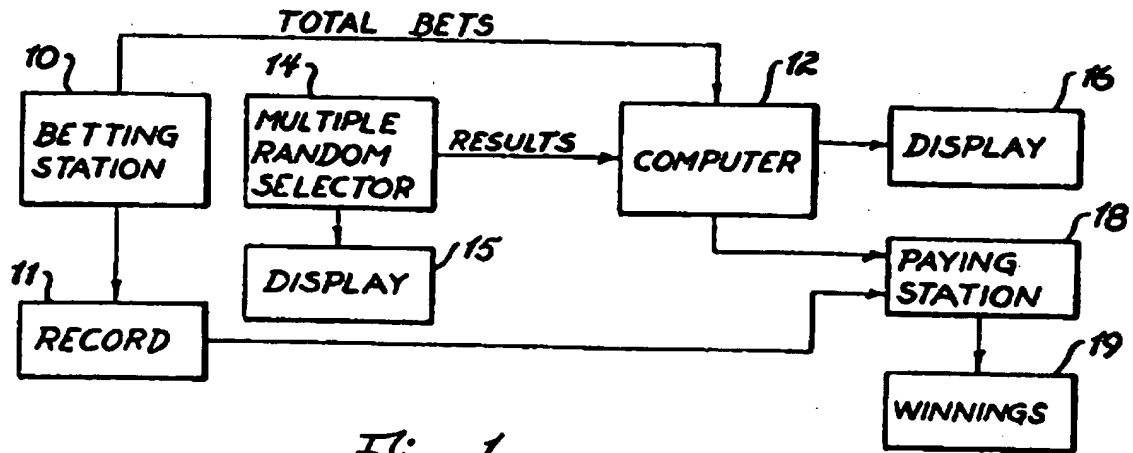 TOTAL BETS
10
BETTING
STATION
14
MULTIPLE
RANDOM
SELECTOR
RESULTS
12
COMPUTER
16
DISPLAY
15
DISPLAY
18
PAYING
STATION
11
RECORD
19
WINNINGS
1